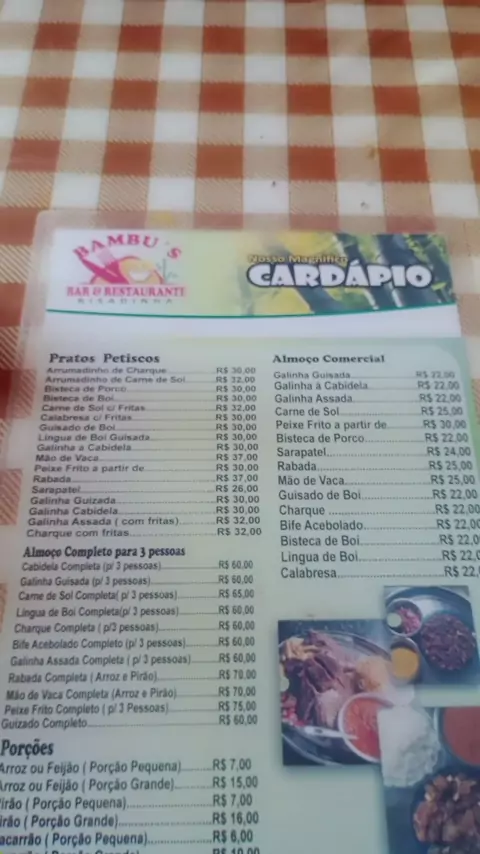 BAMBU´S
BAR & RESTAURANTE
RISADINHA
Nosso Magnífico
CARDÁPIO
Pratos Petiscos
Arrumadinho de Charque R$ 30,00
Arrumadinho de Carne de Sol R$ 32,00
Bisteca de Porco R$ 30,00
Bisteca de Boi R$ 30,00
Carne de Sol c/ Fritas R$ 32,00
Calabresa c/ Fritas R$ 30,00
Guisado de Boi R$ 30,00
Lingua de Boi Guisada R$ 30,00
Galinha à Cabidela R$ 30,00
Mão de Vaca R$ 37,00
Peixe Frito a partir de R$ 30,00
Rabada R$ 37,00
Sarapatel R$ 26,00
Galinha Guizada R$ 30,00
Galinha Cabidela R$ 30,00
Galinha Assada ( com fritas) R$ 32,00
Charque com fritas R$ 32,00
Almoço Completo para 3 pessoas
Cabidela Completa (p/ 3 pessoas) R$ 60,00
Galinha Guisada (p/ 3 pessoas) R$ 60,00
Carne de Sol Completa( p/ 3 pessoas) R$ 65,00
Lingua de Boi Completa(p/ 3 pessoas) R$ 60,00
Charque Completa ( p/3 pessoas) R$ 60,00
Bife Acebolado Completo (p/ 3 pessoas) R$ 60,00
Galinha Assada Completa ( p/ 3 pessoas) R$ 60,00
Rabada Completa ( Arroz e Pirão) R$ 70,00
Mão de Vaca Completa (Arroz e Pirão) R$ 70,00
Peixe Frito Completo ( p/ 3 Pessoas) R$ 75,00
Guizado Completo R$ 60,00
Porções
Arroz ou Feijão ( Porção Pequena) R$ 7,00
Arroz ou Feijão ( Porção Grande) R$ 15,00
irão ( Porção Pequena) R$ 7,00
irão ( Porção Grande) R$ 16,00
acarrão ( Porção Pequena) R$ 6,00
Almoço Comercial
Galinha Guisada R$ 22,00
Galinha à Cabidela R$ 22,00
Galinha Assada R$ 22,00
Carne de Sol R$ 25,00
Peixe Frito a partir de R$ 30,00
Bisteca de Porco R$ 22,00
Sarapatel R$ 24,00
Rabada R$ 25,00
Mão de Vaca R$ 25,00
Guisado de Boi R$ 22,00
Charque R$ 22,00
Bife Acebolado R$ 22,00
Bisteca de Boi R$ 22,0
Lingua de Boi R$ 22,0
Calabresa R$ 22,